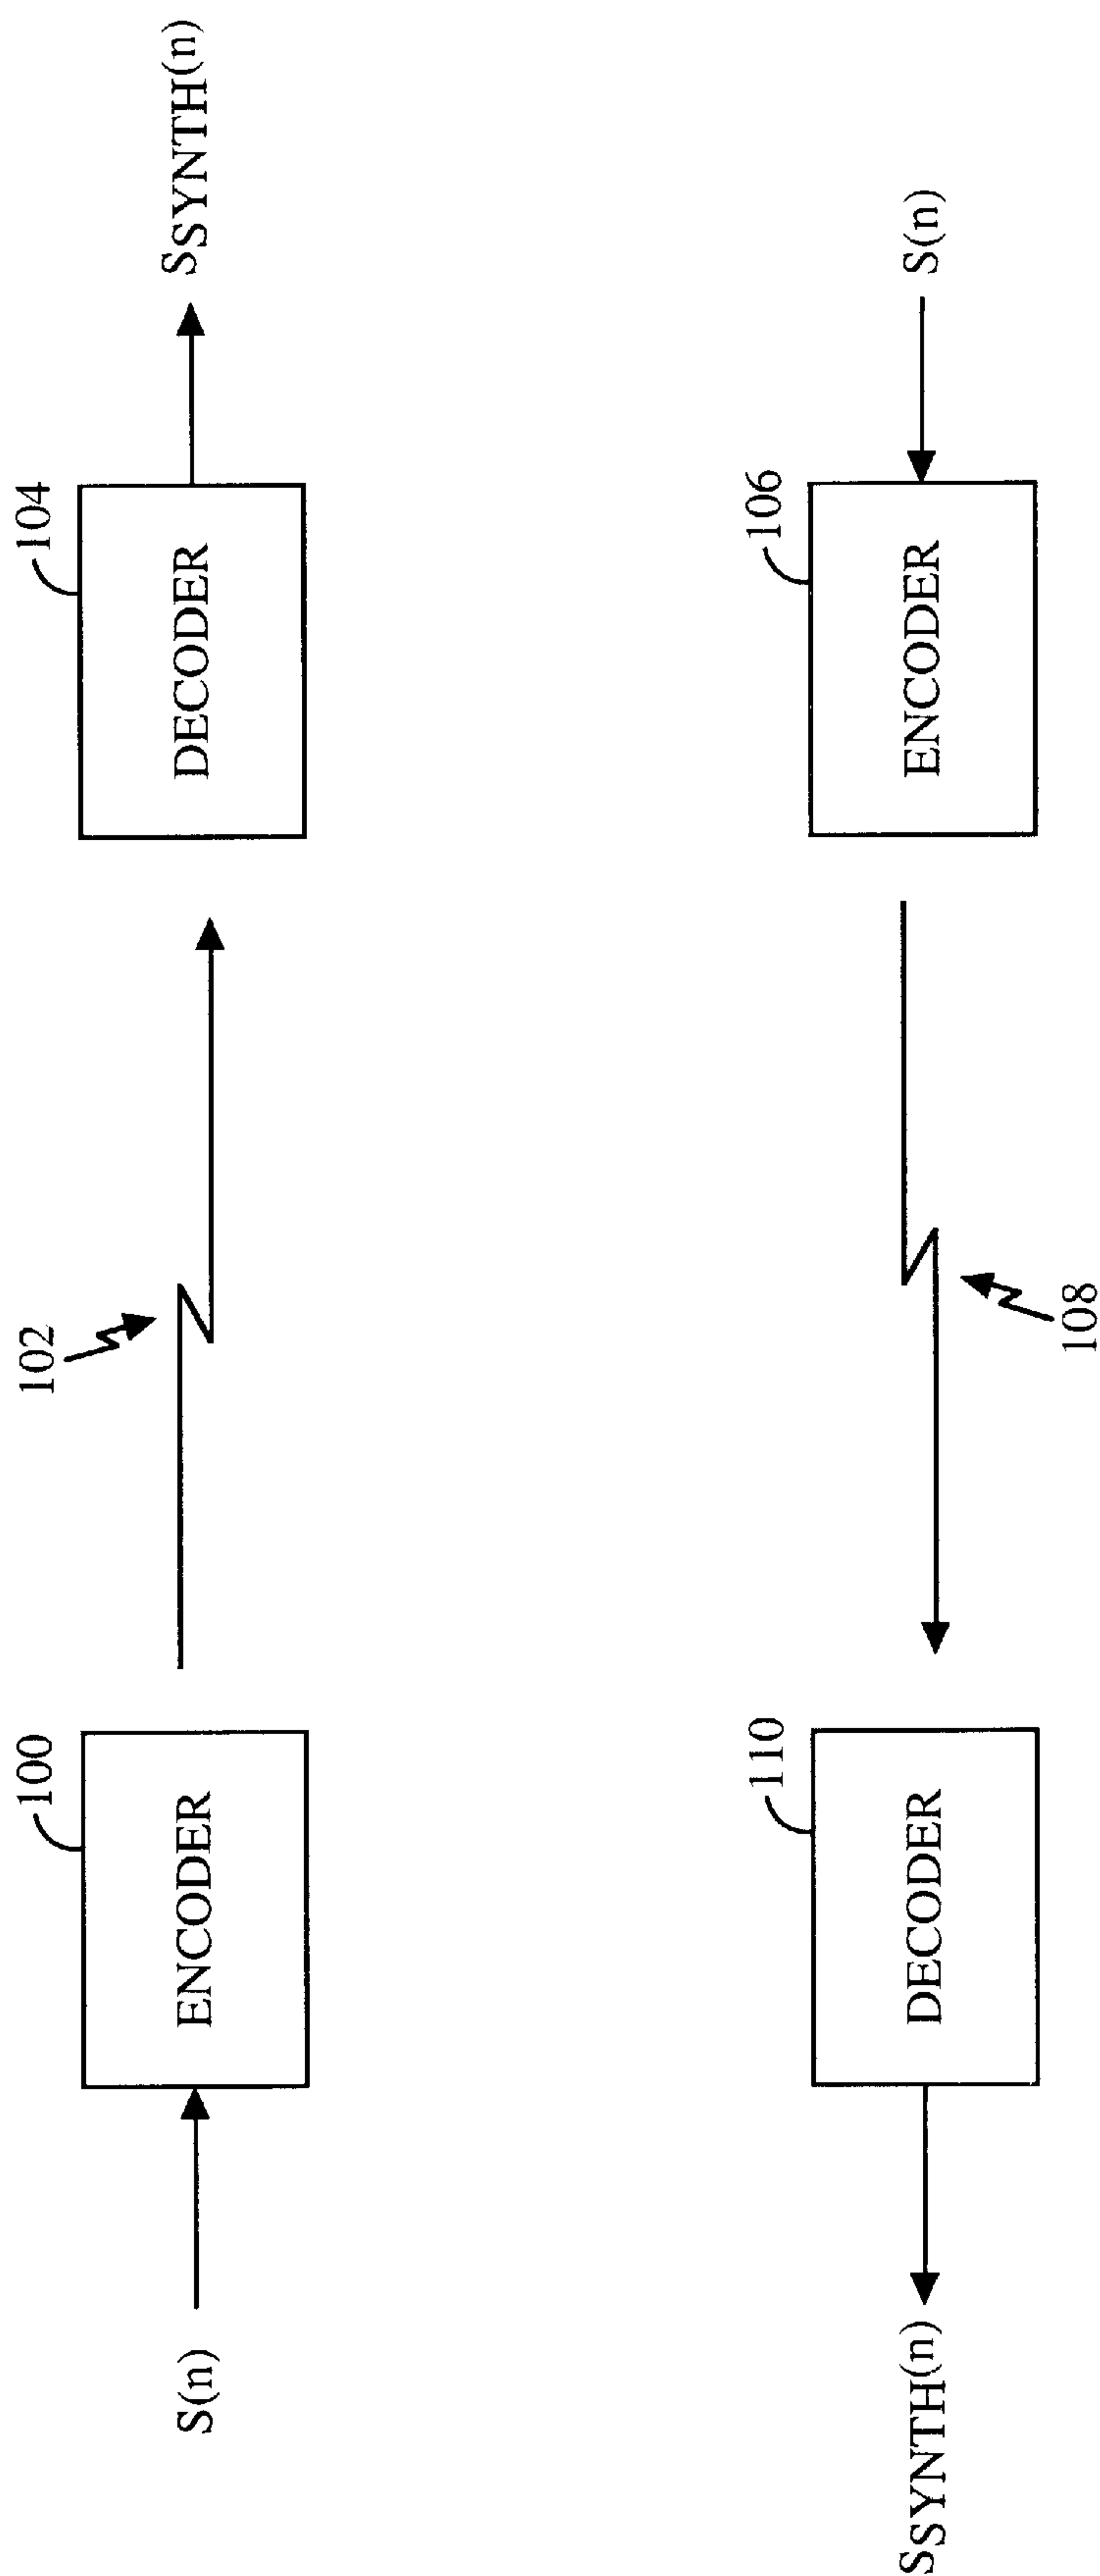 100
102
104
S(n)
ENCODER
DECODER
SSYNTH(n)
110
106
SSYNTH(n)
DECODER
ENCODER
S(n)
108